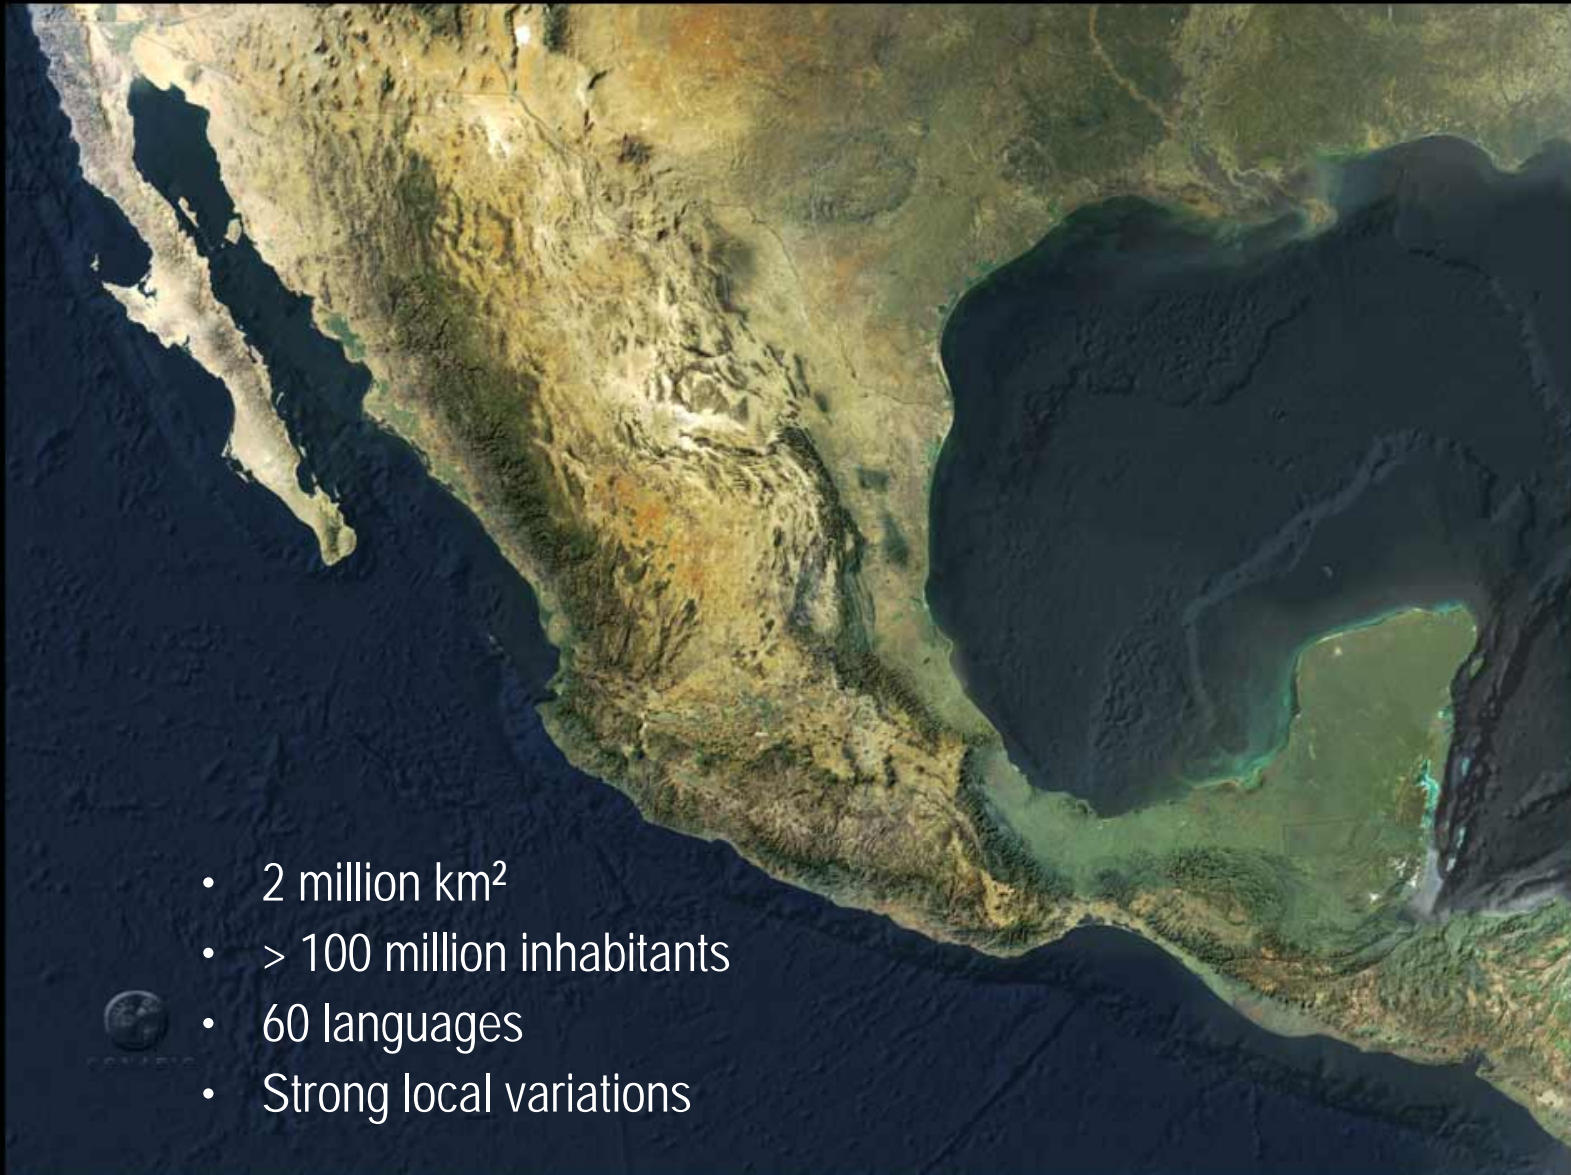 • 2 million km²
• > 100 million inhabitants
• 60 languages
• Strong local variations